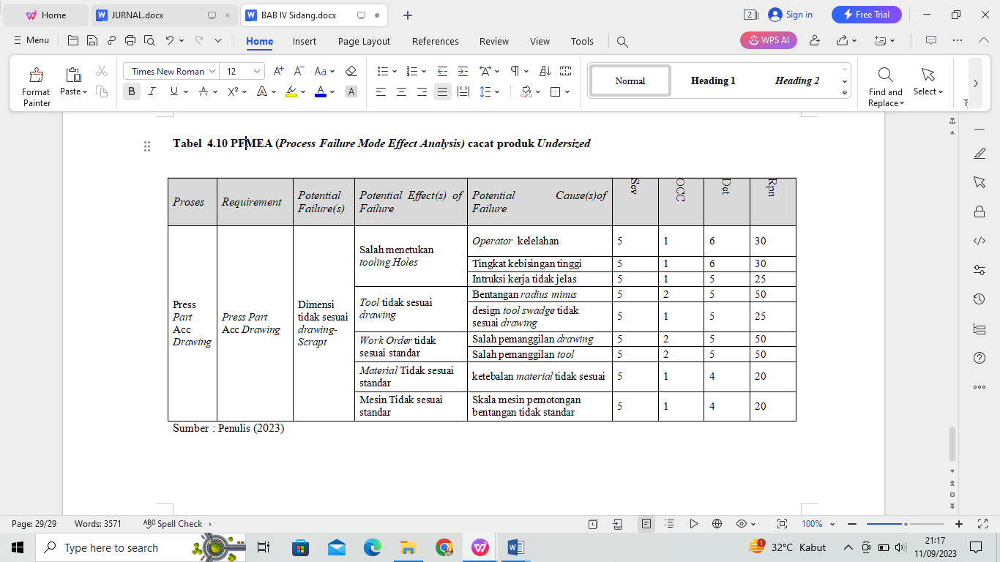 Home
JURNAL.docx
BAB IV Sidang.docx
2
Sign in
Free Trial
Menu
Home
Insert
Page Layout
References
Review
View
Tools
WPS AI
Format
Painter
Paste
Times New Roman
12
Normal
Heading 1
Heading 2
Find and
Replace
Select
Tabel 4.10 PFMEA (Process Failure Mode Effect Analysis) cacat produk Undersized
Proses
Requirement
Potential
Failure(s)
Potential Effect(s) of
Failure
Potential Cause(s)of
Failure
Sev
OCC
Det
Rpn
Press
Part
Acc
Drawing
Press Part
Acc Drawing
Dimensi
tidak sesuai
drawing-
Scrapt
Salah menetukan
tooling Holes
Operator kelelahan
5 1 6 30
Tingkat kebisingan tinggi
5 1 6 30
Intruksi kerja tidak jelas
5 1 5 25
Tool tidak sesuai
drawing
Bentangan radius minus
5 2 5 50
design tool swadge tidak
sesuai drawing
5 1 5 25
Work Order tidak
sesuai standar
Salah pemanggilan drawing
5 2 5 50
Salah pemanggilan tool
5 2 5 50
Material Tidak sesuai
standar
ketebalan material tidak sesuai
5 1 4 20
Mesin Tidak sesuai
standar
Skala mesin pemotongan
bentangan tidak standar
5 1 4 20
Sumber : Penulis (2023)
Page: 29/29
Words: 3571
Spell Check
100%
Type here to search
1
32°C Kabut
21:17
11/09/2023